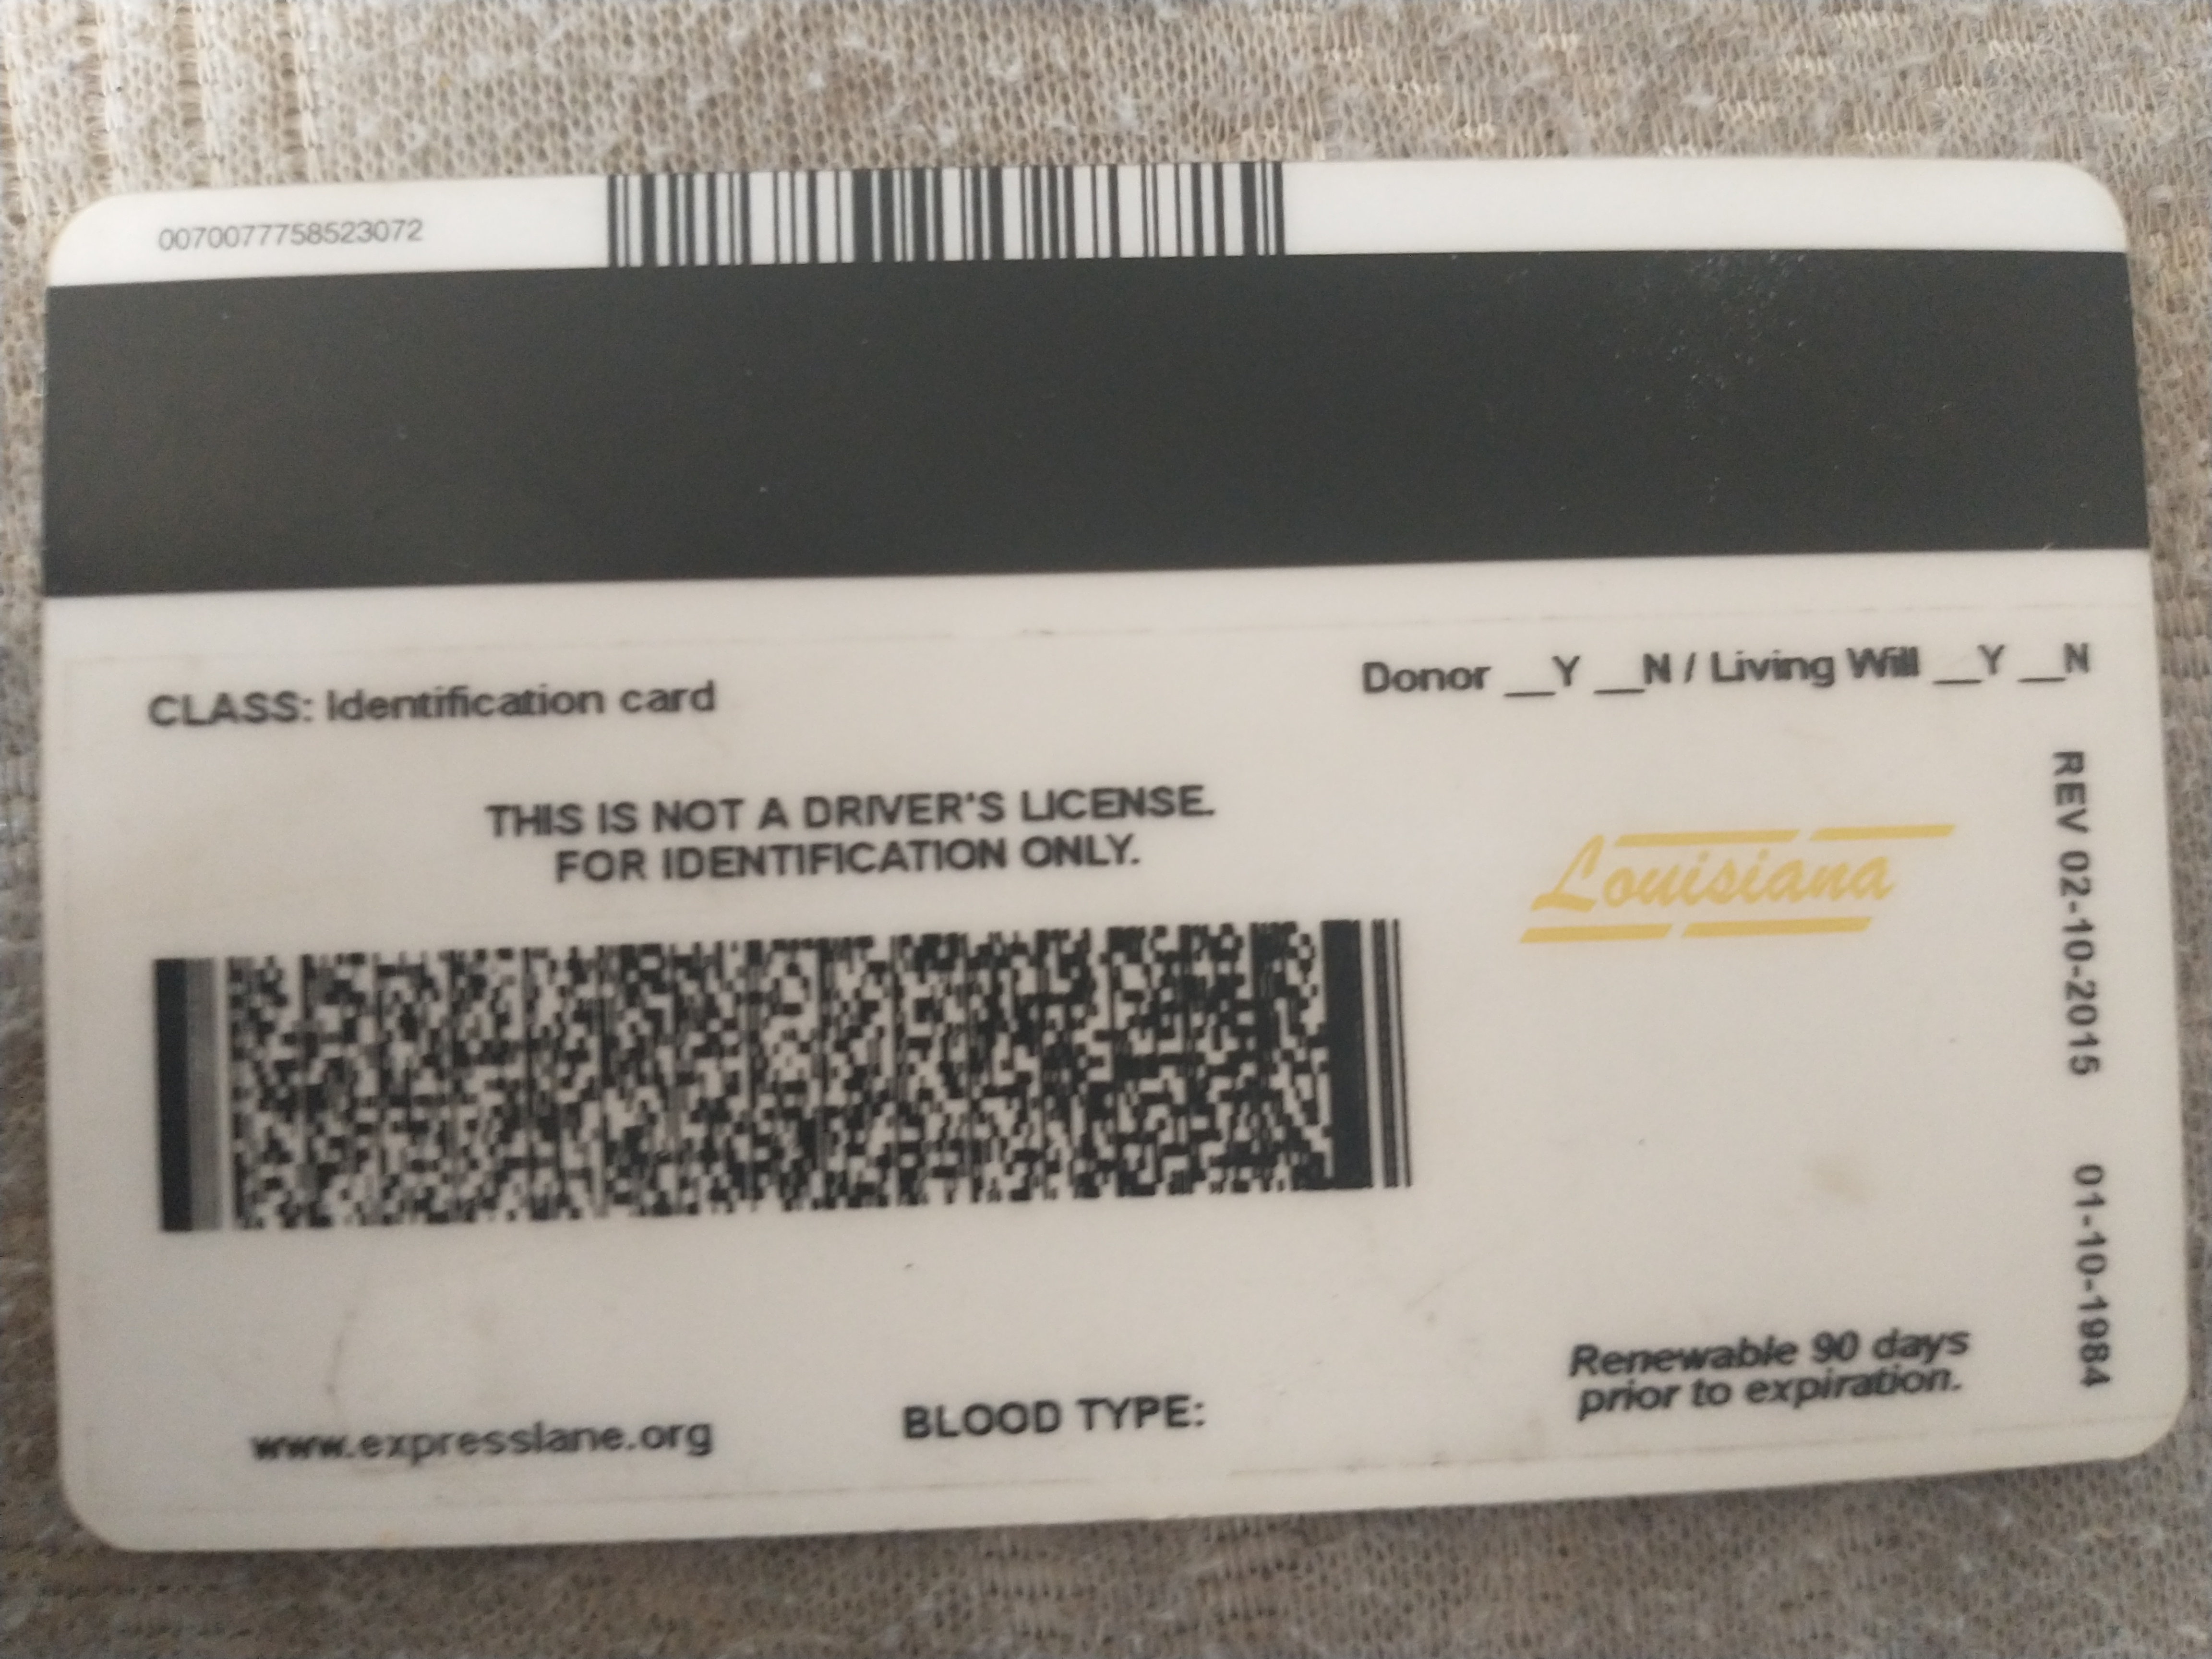 0070077758523072
CLASS: Identification card
Donor __Y __N / Living Will __Y __N
THIS IS NOT A DRIVER'S LICENSE.
FOR IDENTIFICATION ONLY.
Louisiana
REV 02-10-2015 01-10-1984
Renewable 90 days
prior to expiration.
www.expresslane.org
BLOOD TYPE: